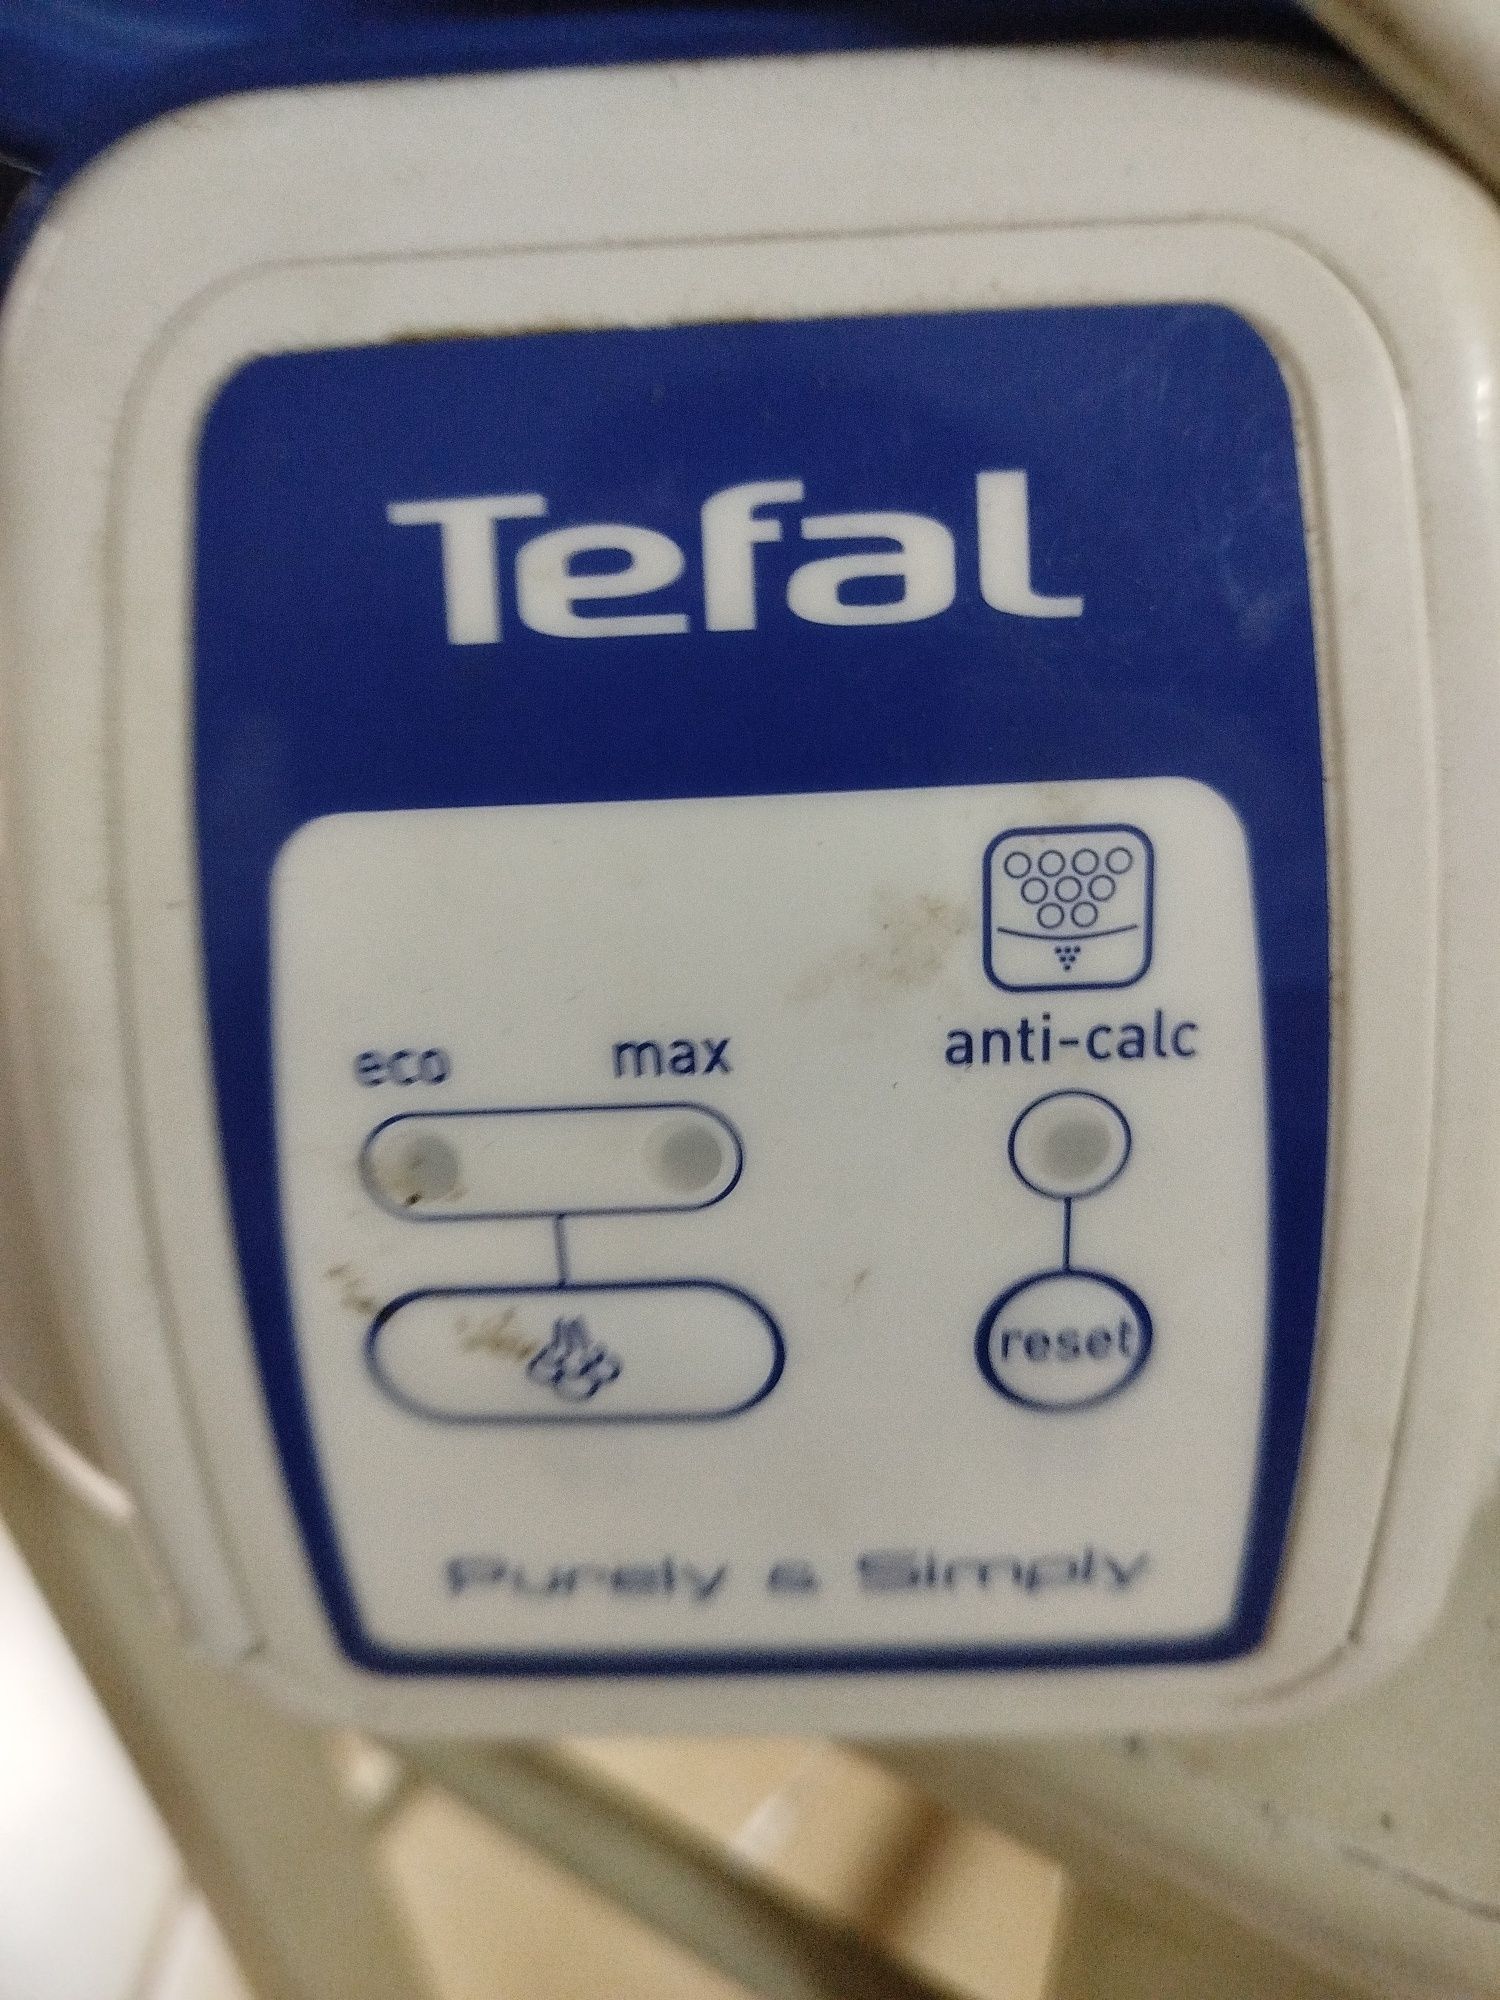 Tefal
eco max anti-calc
reset
Purely & Simply